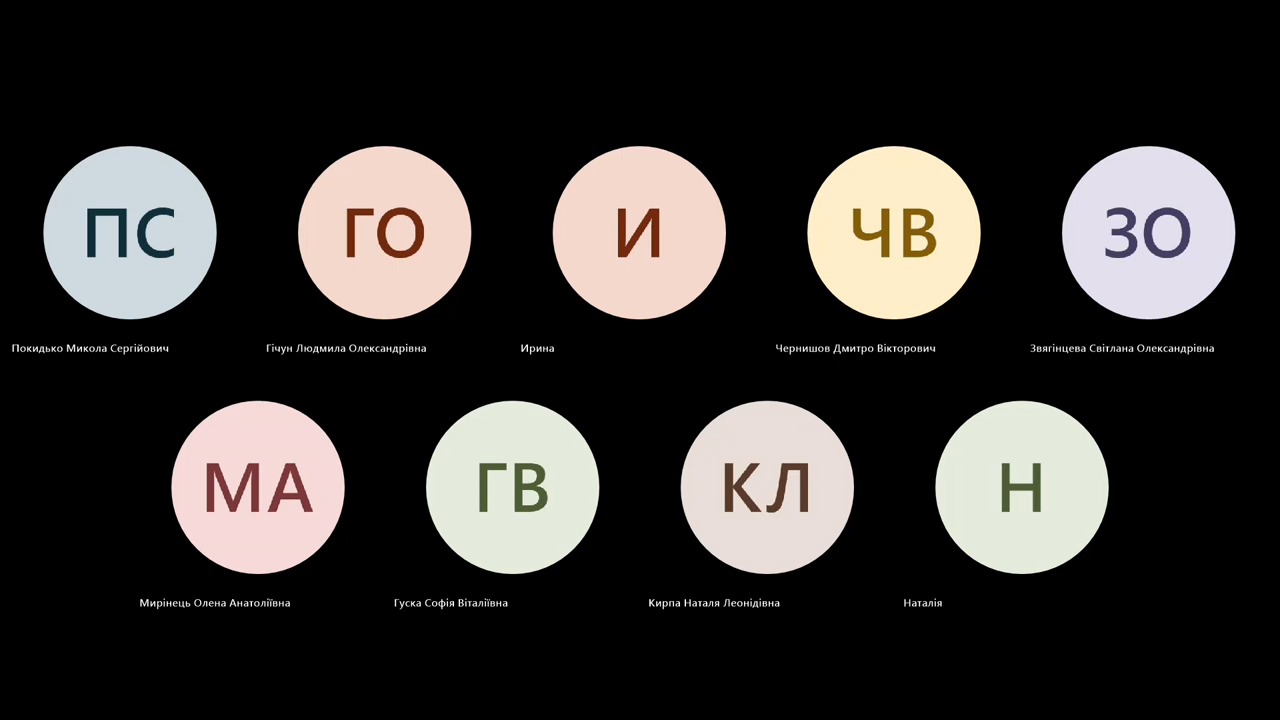 ПС
ГО
И
ЧВ
ЗО
Покидько Микола Сергійович
Гічун Людмила Олександрівна
Ирина
Чернишов Дмитро Вікторович
Звягінцева Світлана Олександрівна
МА
ГВ
КЛ
Н
Мирінець Олена Анатоліївна
Гуска Софія Віталіївна
Кирпа Наталя Леонідівна
Наталія